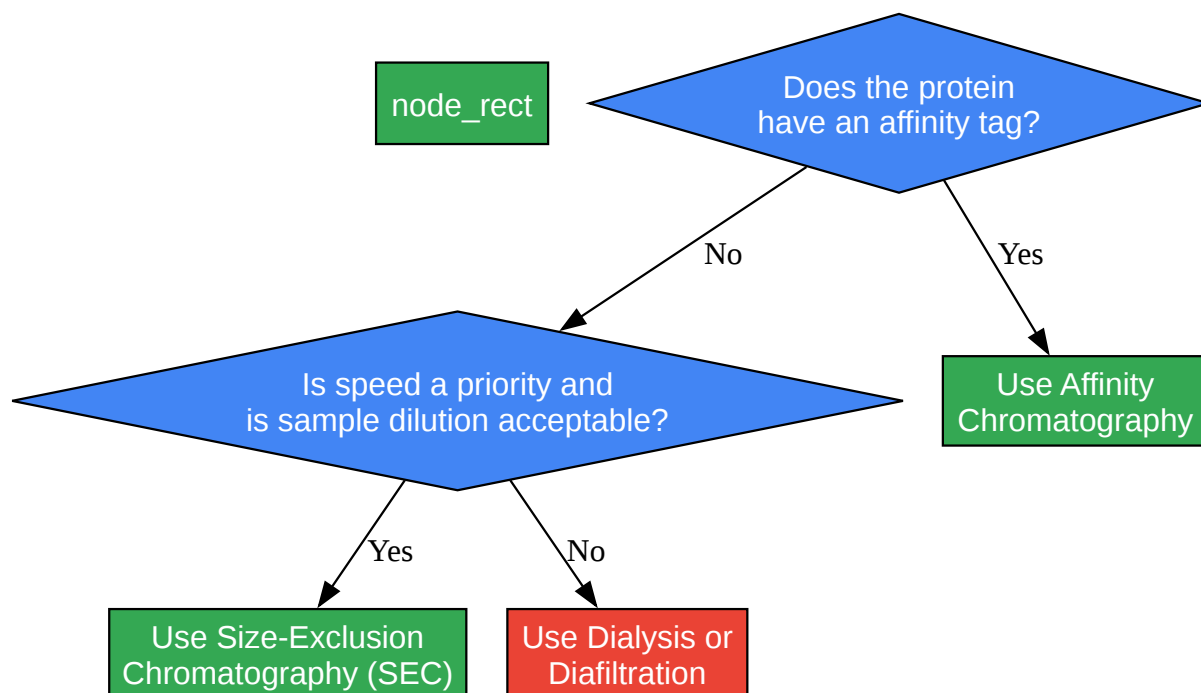 node_rect
Does the protein
have an affinity tag?
No
Yes
Is speed a priority and
is sample dilution acceptable?
Use Affinity
Chromatography
Yes
No
Use Size-Exclusion
Chromatography (SEC)
Use Dialysis or
Diafiltration